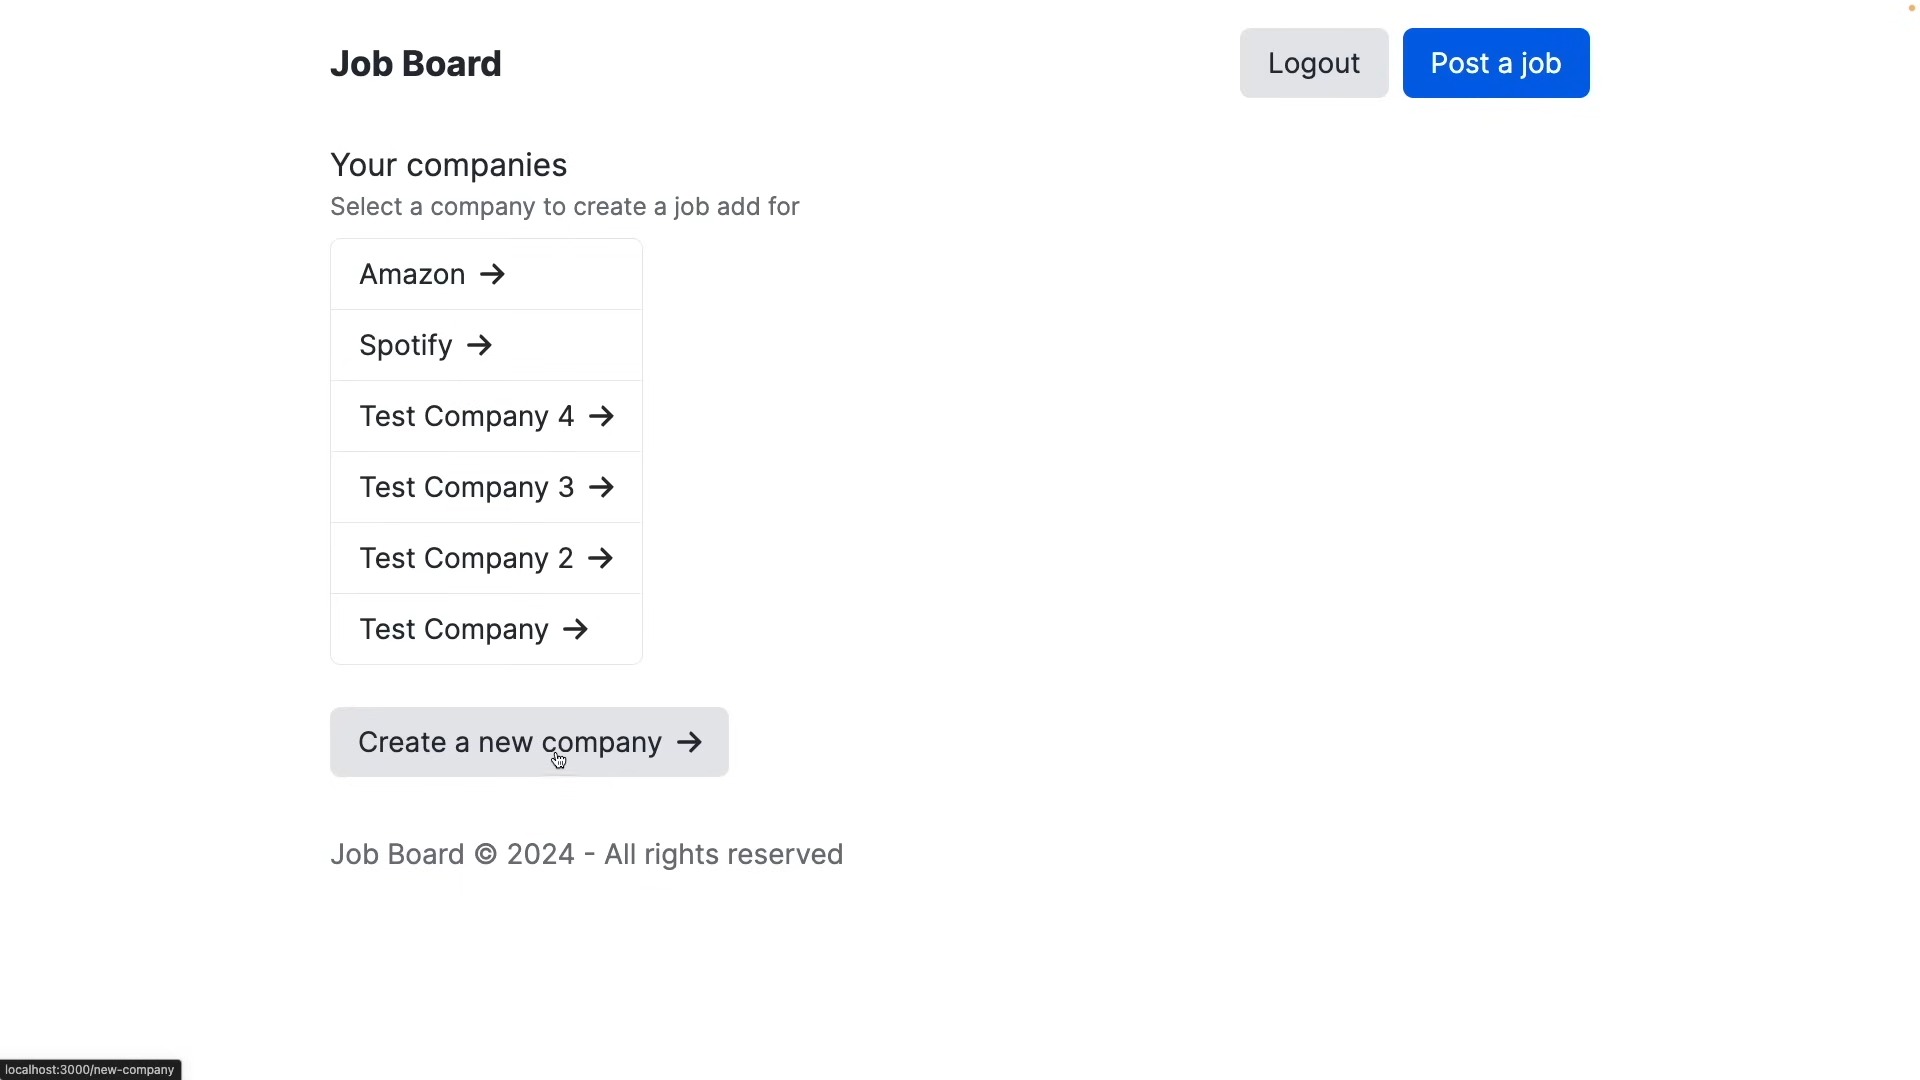 Job Board
Logout
Post a job
Your companies
Select a company to create a job add for
Amazon →
Spotify →
Test Company 4 →
Test Company 3 →
Test Company 2 →
Test Company →
Create a new company →
Job Board © 2024 - All rights reserved
localhost:3000/new-company